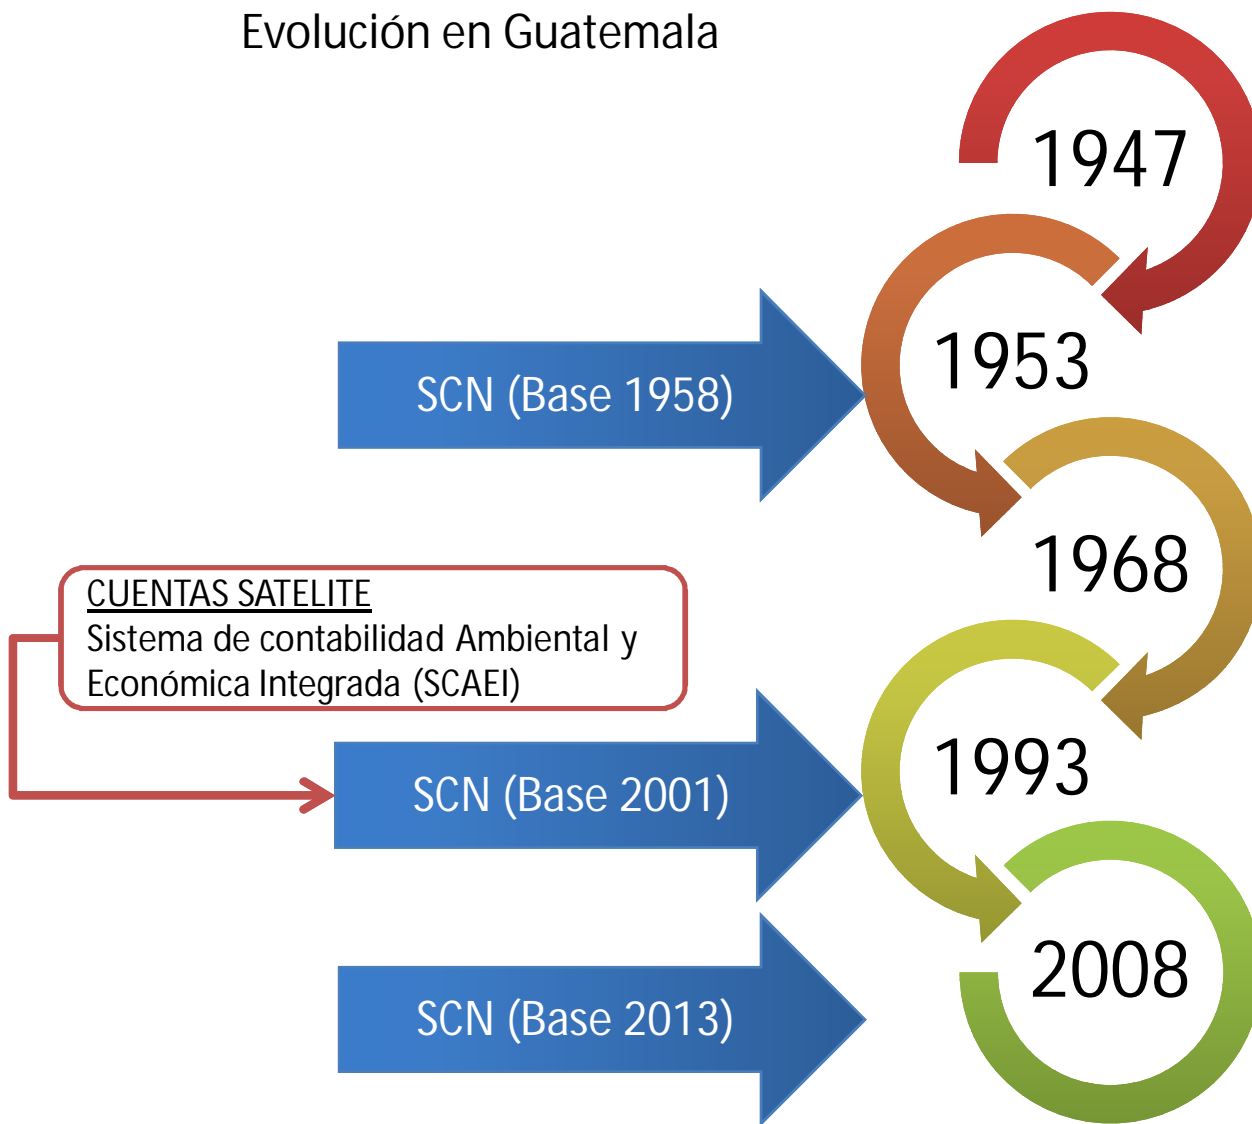 Evolución en Guatemala
1947
1953
SCN (Base 1958)
1968
CUENTAS SATELITE
Sistema de contabilidad Ambiental y
Económica Integrada (SCAEI)
1993
SCN (Base 2001)
2008
SCN (Base 2013)